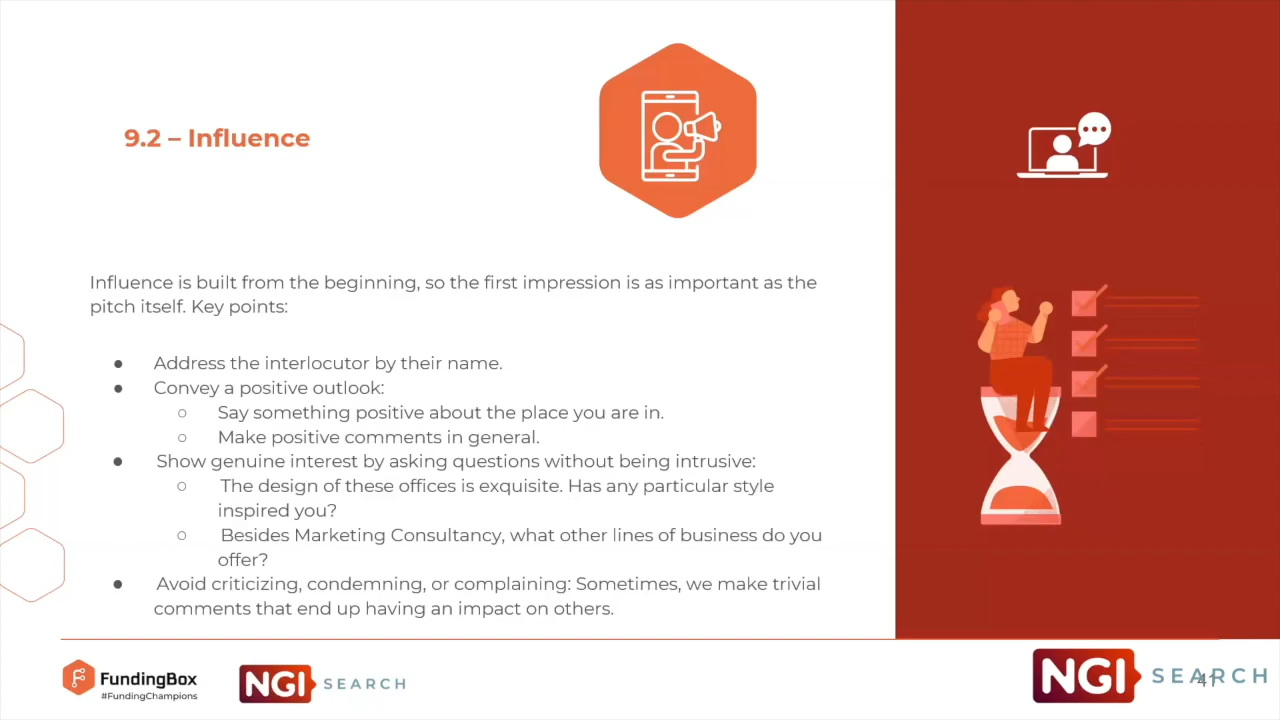 9.2 – Influence
Influence is built from the beginning, so the first impression is as important as the
pitch itself. Key points:
● Address the interlocutor by their name.
● Convey a positive outlook:
○ Say something positive about the place you are in.
○ Make positive comments in general.
● Show genuine interest by asking questions without being intrusive:
○ The design of these offices is exquisite. Has any particular style
inspired you?
○ Besides Marketing Consultancy, what other lines of business do you
offer?
● Avoid criticizing, condemning, or complaining: Sometimes, we make trivial
comments that end up having an impact on others.
FundingBox
#FundingChampions
NGI SEARCH
NGI SEARCH
41